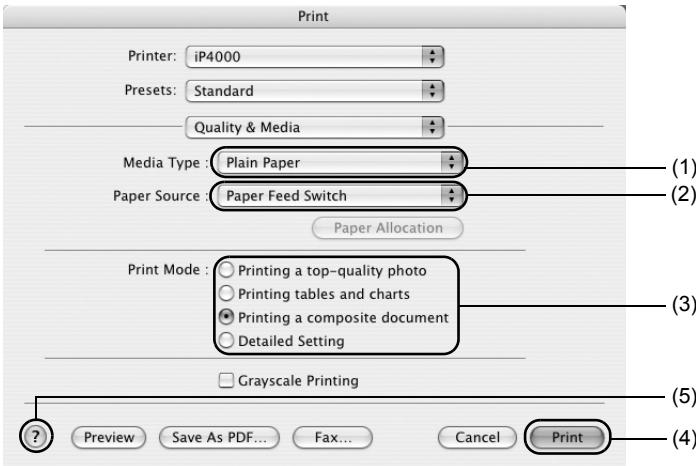 Print
Printer: iP4000
Presets: Standard
Quality & Media
Media Type : Plain Paper (1)
Paper Source : Paper Feed Switch (2)
Paper Allocation
Print Mode : Printing a top-quality photo
Printing tables and charts
(3)
Printing a composite document
Detailed Setting
Grayscale Printing
(5)
? Preview Save As PDF... Fax... Cancel Print (4)